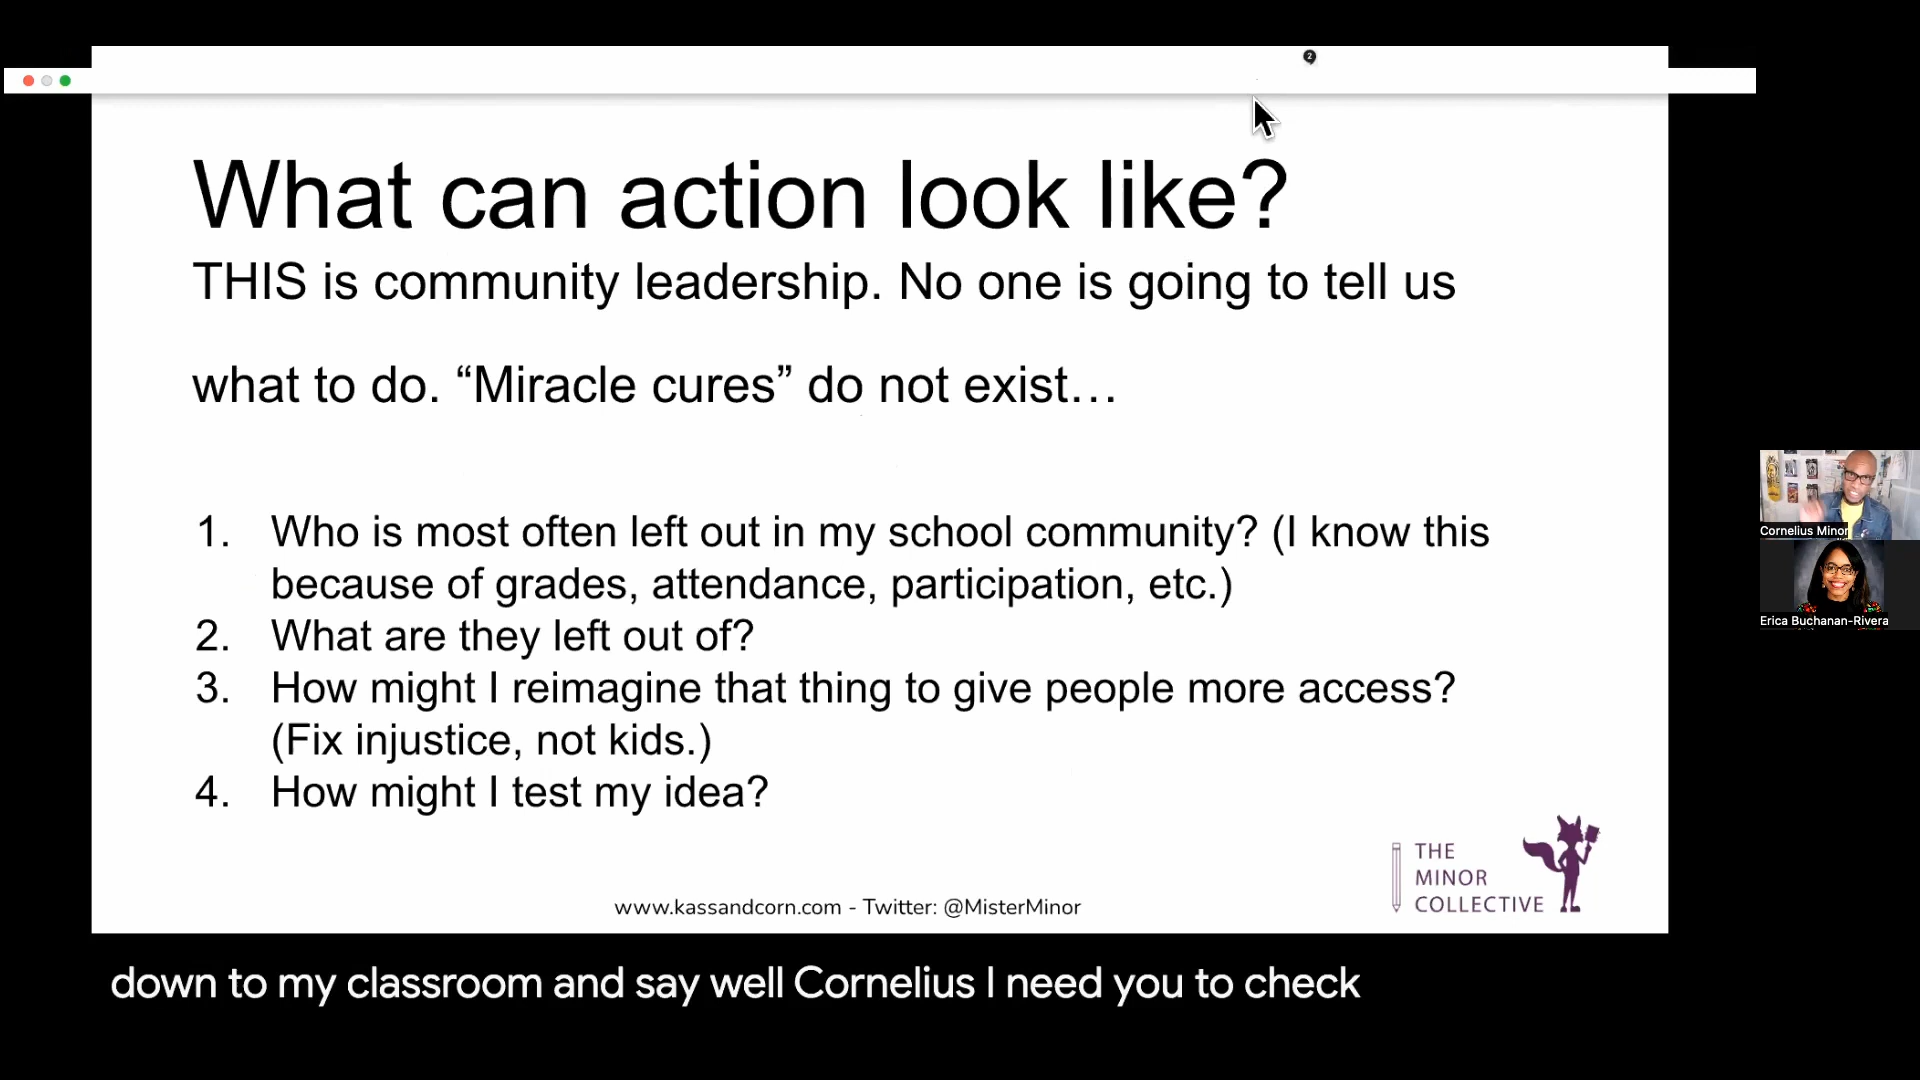 2
What can action look like?
THIS is community leadership. No one is going to tell us
what to do. “Miracle cures” do not exist…
1. Who is most often left out in my school community? (I know this
because of grades, attendance, participation, etc.)
2. What are they left out of?
3. How might I reimagine that thing to give people more access?
(Fix injustice, not kids.)
4. How might I test my idea?
THE
MINOR
COLLECTIVE
www.kassandcorn.com - Twitter: @MisterMinor
Cornelius Minor
Erica Buchanan-Rivera
down to my classroom and say well Cornelius I need you to check